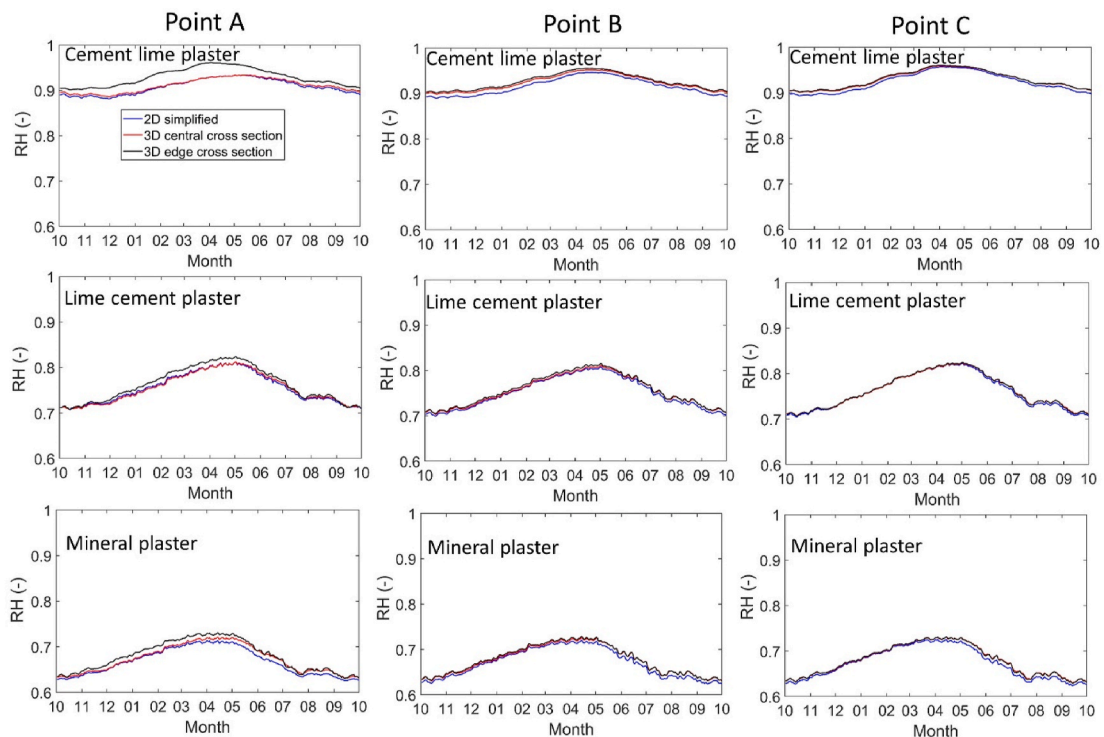 Point A
Point B
Point C
Cement lime plaster
1
0.9
0.8
0.7
0.6
RH (-)
2D simplified
3D central cross section
3D edge cross section
10 11 12 01 02 03 04 05 06 07 08 09 10
Month
Cement lime plaster
1
0.9
0.8
0.7
0.6
RH (-)
10 11 12 01 02 03 04 05 06 07 08 09 10
Month
Cement lime plaster
1
0.9
0.8
0.7
0.6
RH (-)
10 11 12 01 02 03 04 05 06 07 08 09 10
Month
Lime cement plaster
1
0.9
0.8
0.7
0.6
RH (-)
10 11 12 01 02 03 04 05 06 07 08 09 10
Month
Lime cement plaster
1
0.9
0.8
0.7
0.6
RH (-)
10 11 12 01 02 03 04 05 06 07 08 09 10
Month
Lime cement plaster
1
0.9
0.8
0.7
0.6
RH (-)
10 11 12 01 02 03 04 05 06 07 08 09 10
Month
Mineral plaster
1
0.9
0.8
0.7
0.6
RH (-)
10 11 12 01 02 03 04 05 06 07 08 09 10
Month
Mineral plaster
1
0.9
0.8
0.7
0.6
RH (-)
10 11 12 01 02 03 04 05 06 07 08 09 10
Month
Mineral plaster
1
0.9
0.8
0.7
0.6
RH (-)
10 11 12 01 02 03 04 05 06 07 08 09 10
Month